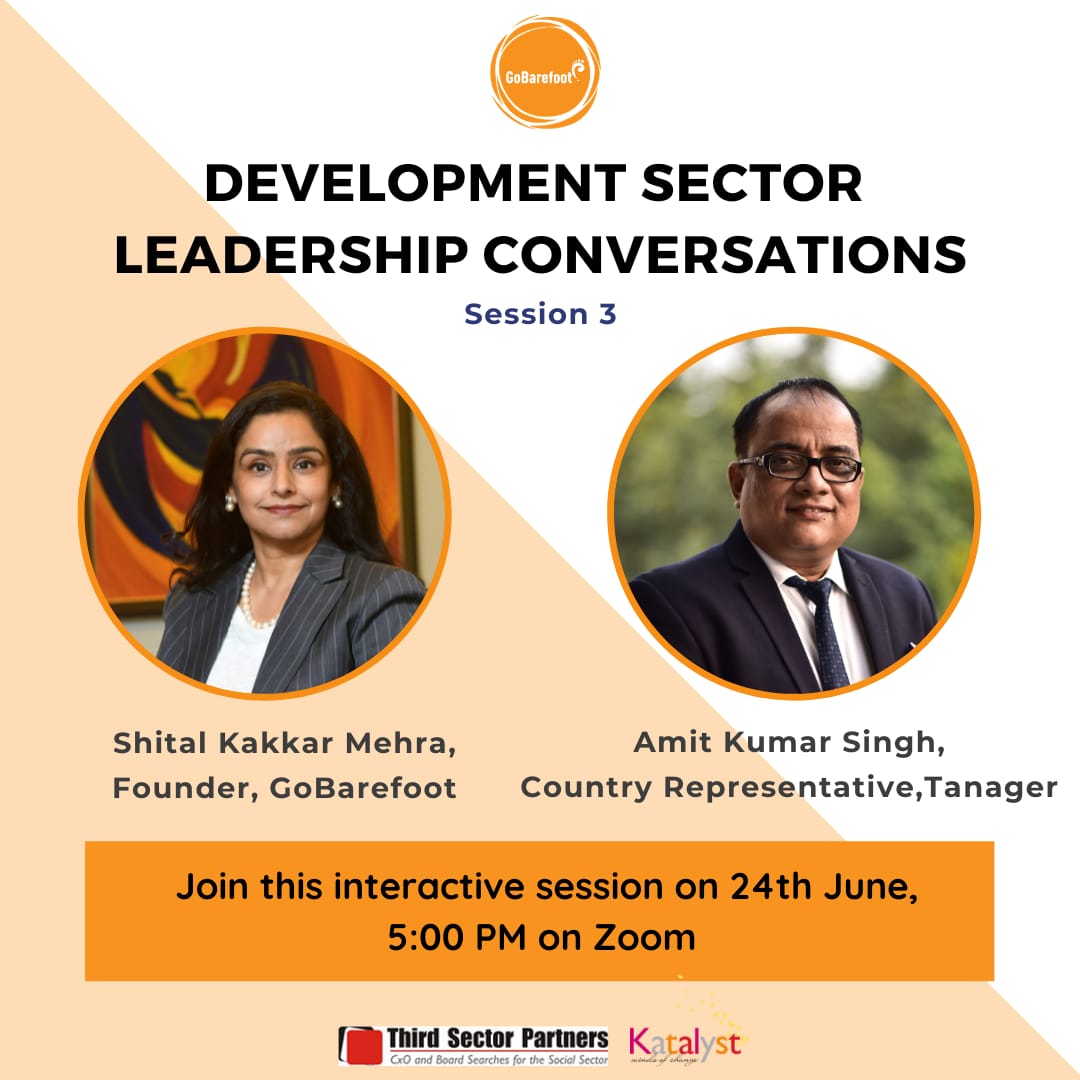 GoBarefoot
DEVELOPMENT SECTOR
LEADERSHIP CONVERSATIONS
Session 3
Shital Kakkar Mehra,
Founder, GoBarefoot
Amit Kumar Singh,
Country Representative,Tanager
Join this interactive session on 24th June,
5:00 PM on Zoom
Third Sector Partners
CxO and Board Searches for the Social Sector
Katalyst
minds of change